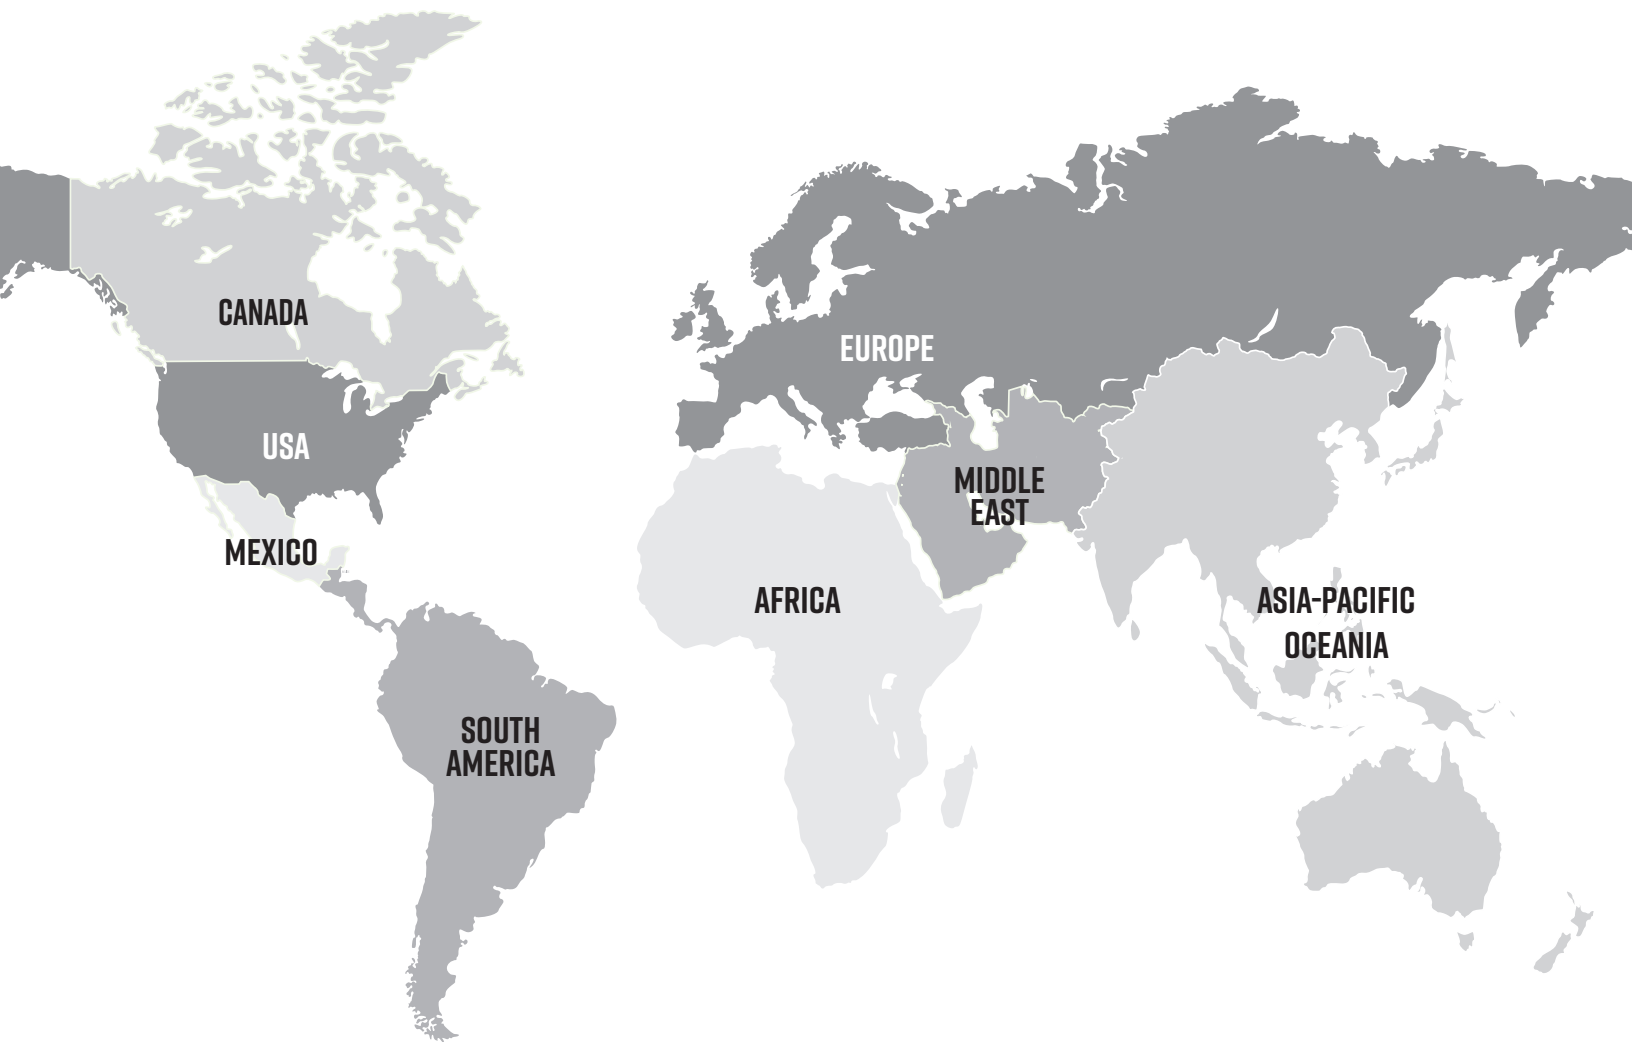 CANADA
EUROPE
USA
MIDDLE
EAST
MEXICO
AFRICA
ASIA-PACIFIC
OCEANIA
SOUTH
AMERICA